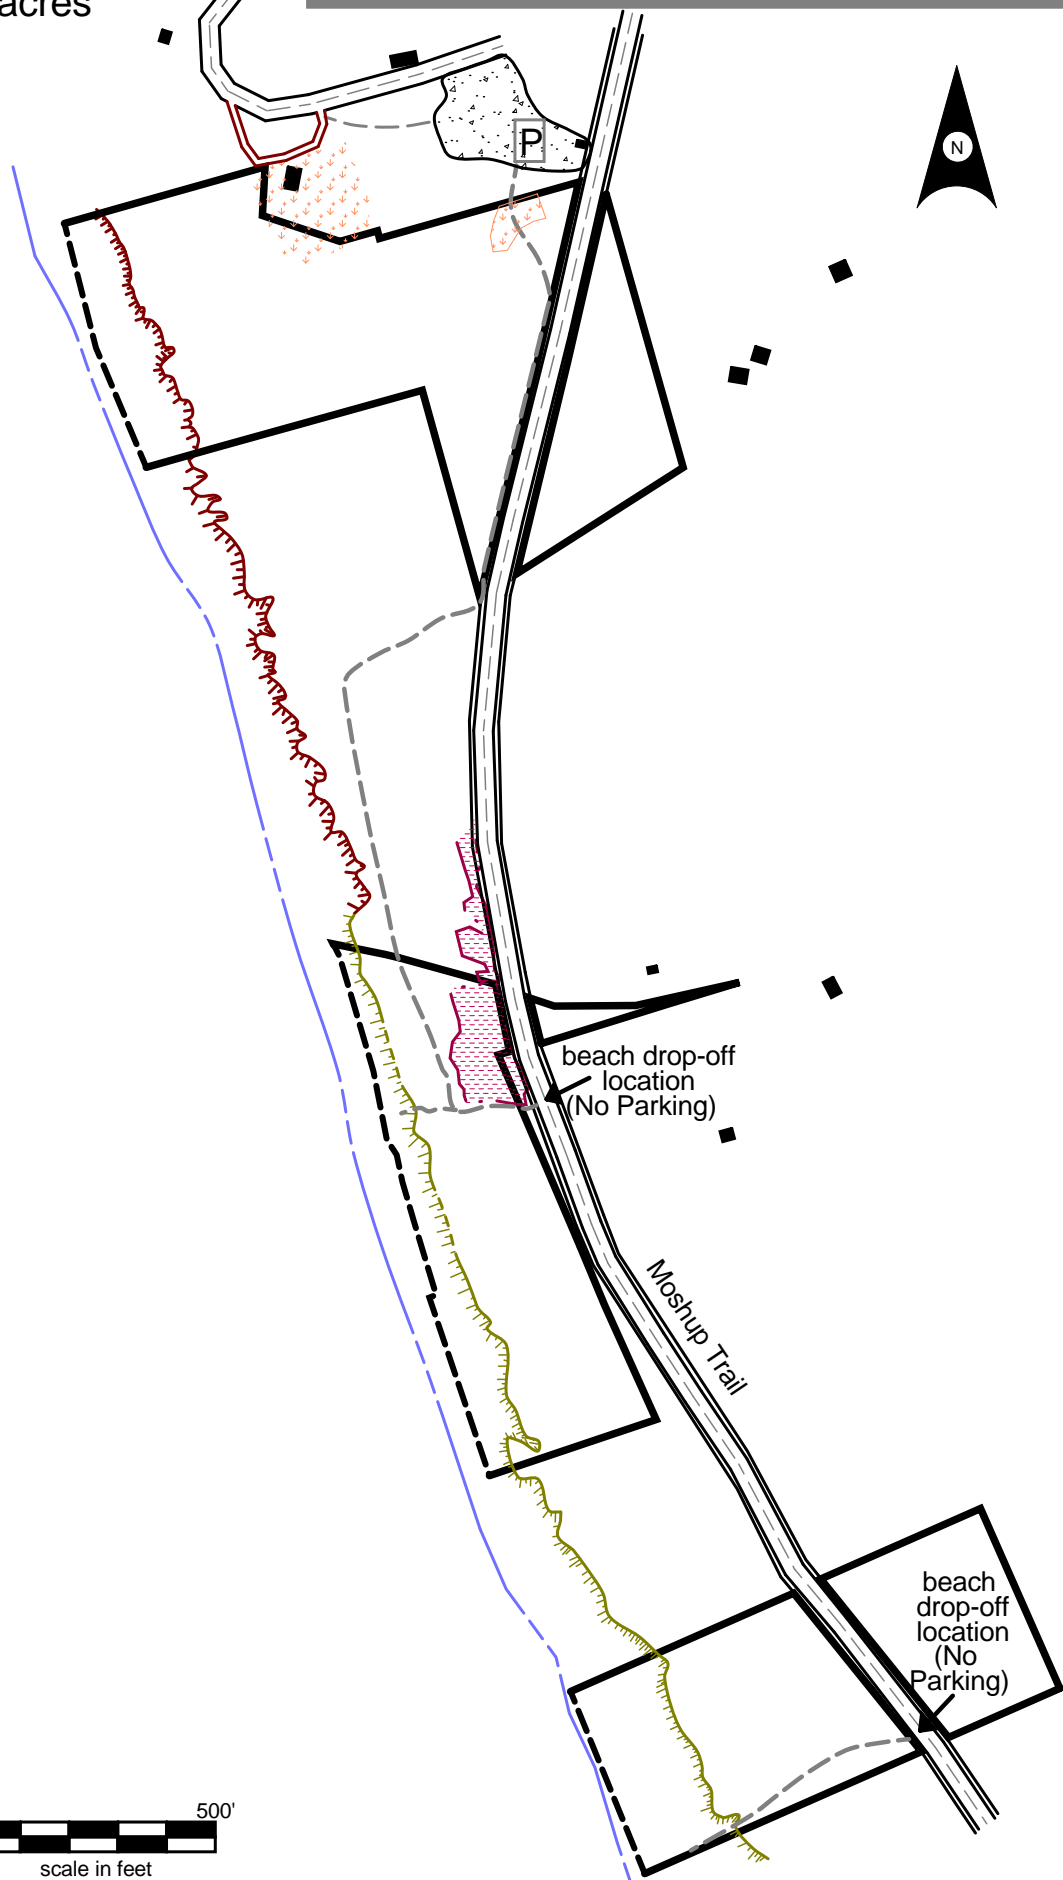 acres
P
N
beach drop-off
location
(No Parking)
Moshup Trail
beach
drop-off
location
(No
Parking)
500'
scale in feet